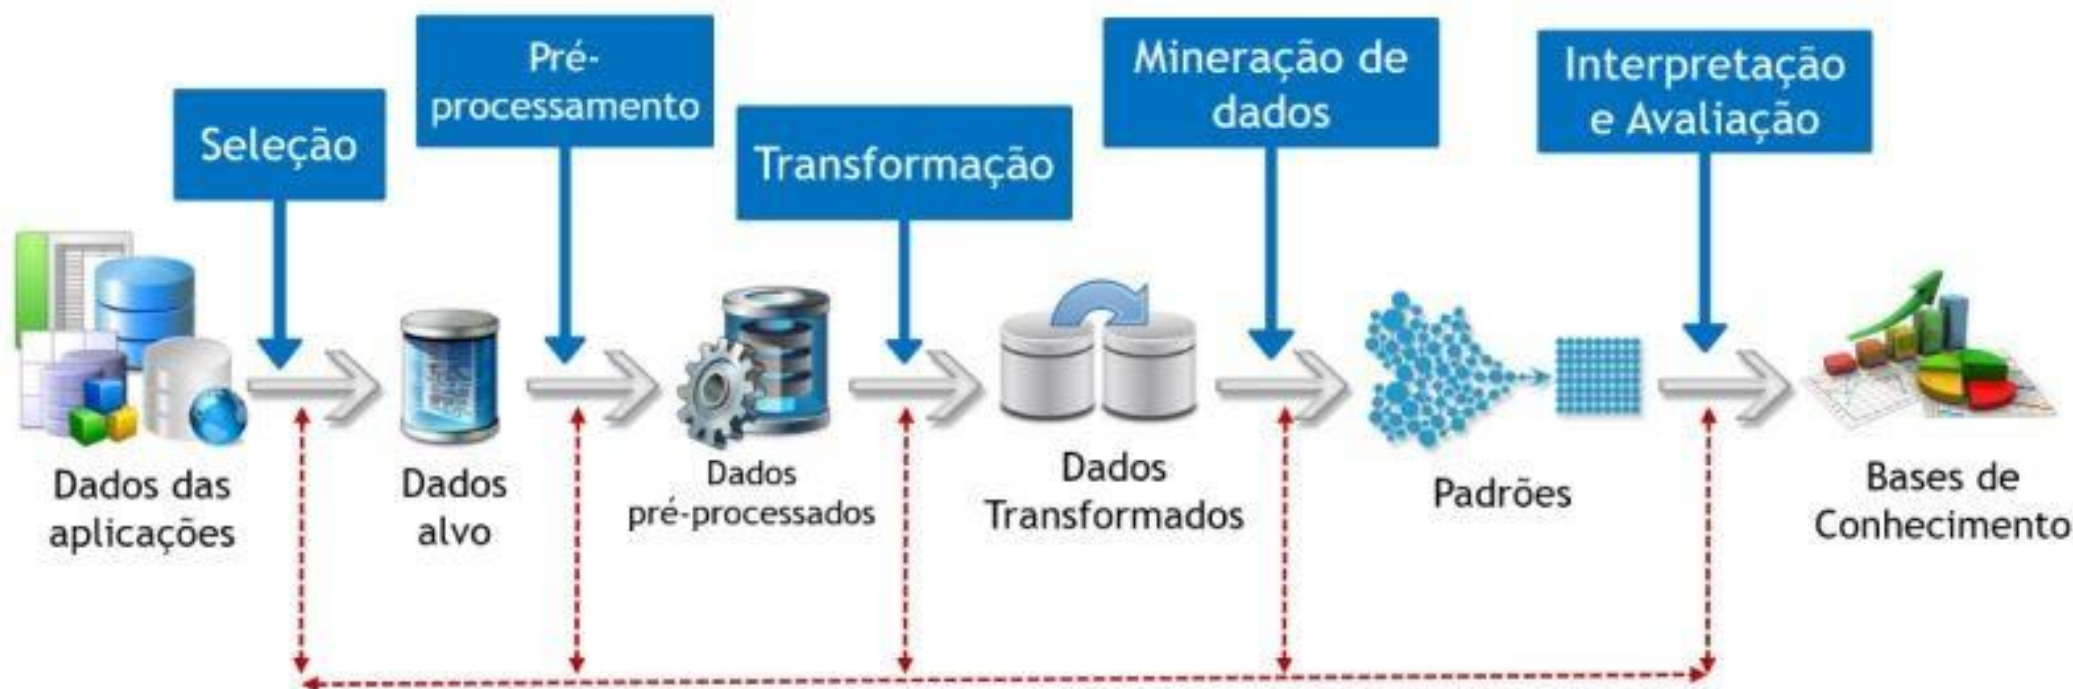 Seleção
Pré-
processamento
Transformação
Mineração de
dados
Interpretação
e Avaliação
Dados das
aplicações
Dados
alvo
Dados
pré-processados
Dados
Transformados
Padrões
Bases de
Conhecimento